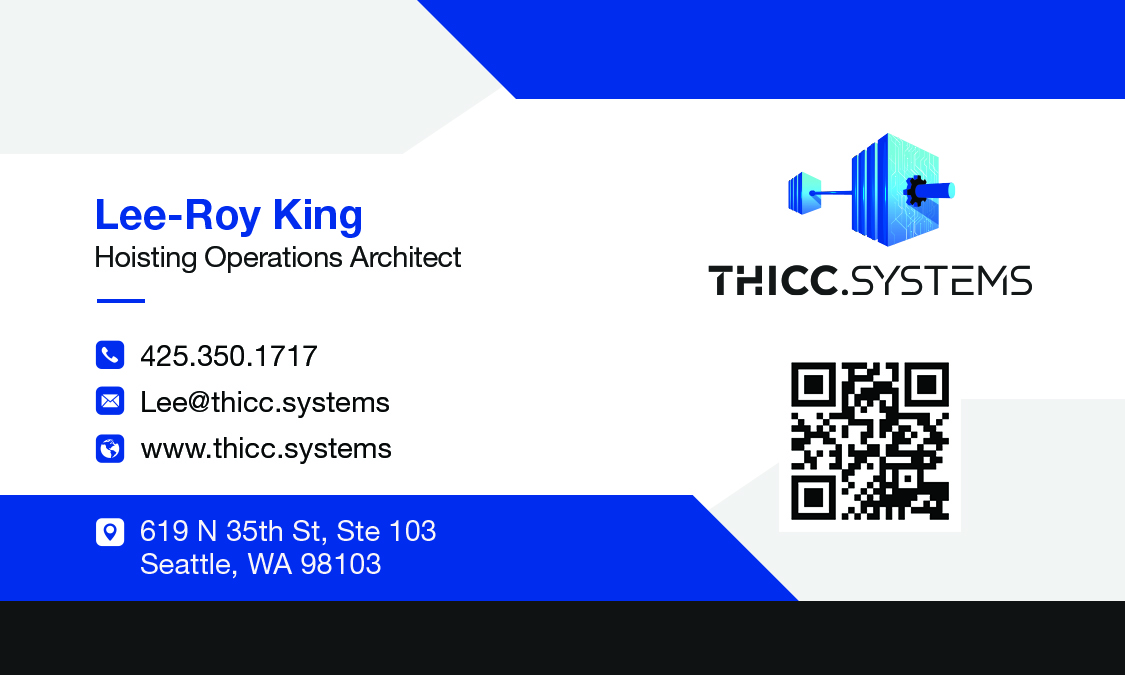 Lee-Roy King
Hoisting Operations Architect
425.350.1717
Lee@thicc.systems
www.thicc.systems
619 N 35th St, Ste 103
Seattle, WA 98103
THICC.SYSTEMS